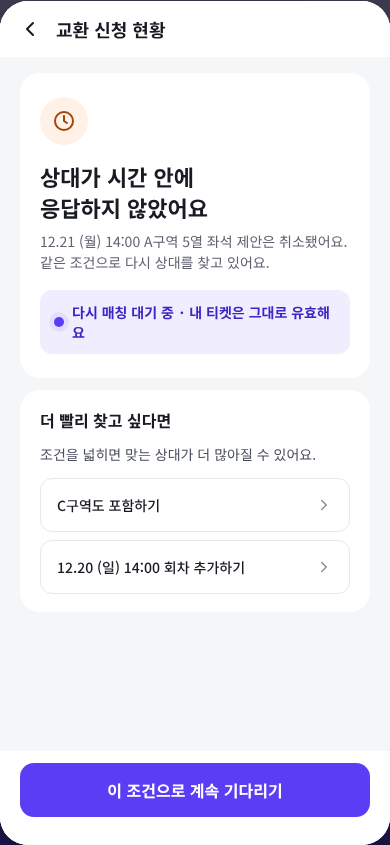 교환 신청 현황
상대가 시간 안에
응답하지 않았어요
12.21 (월) 14:00 A구역 5열 좌석 제안은 취소됐어요.
같은 조건으로 다시 상대를 찾고 있어요.
다시 매칭 대기 중 · 내 티켓은 그대로 유효해
요
더 빨리 찾고 싶다면
조건을 넓히면 맞는 상대가 더 많아질 수 있어요.
C구역도 포함하기
12.20 (일) 14:00 회차 추가하기
이 조건으로 계속 기다리기